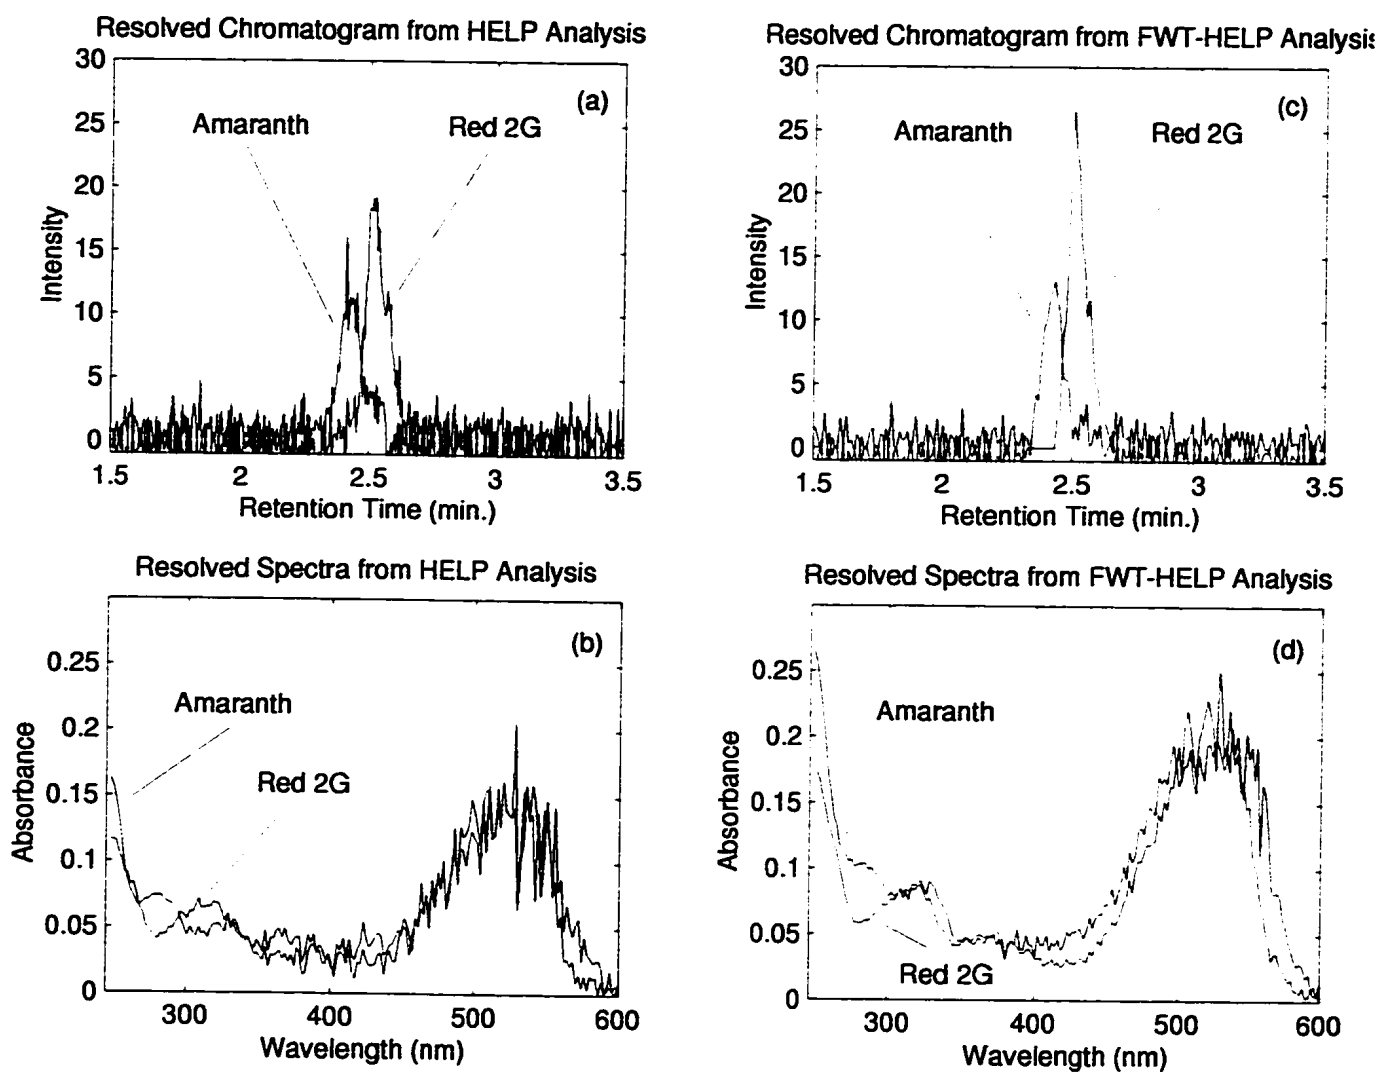 Resolved Chromatogram from HELP Analysis
30
25
20
15
10
5
0
Intensity
(a)
Amaranth
Red 2G
1.5 2 2.5 3 3.5
Retention Time (min.)
Resolved Chromatogram from FWT-HELP Analysis
30
25
20
15
10
5
0
Intensity
(c)
Amaranth
Red 2G
1.5 2 2.5 3 3.5
Retention Time (min.)
Resolved Spectra from HELP Analysis
0.25
0.2
0.15
0.1
0.05
0
Absorbance
(b)
Amaranth
Red 2G
300 400 500 600
Wavelength (nm)
Resolved Spectra from FWT-HELP Analysis
0.25
0.2
0.15
0.1
0.05
0
Absorbance
(d)
Amaranth
Red 2G
300 400 500 600
Wavelength (nm)